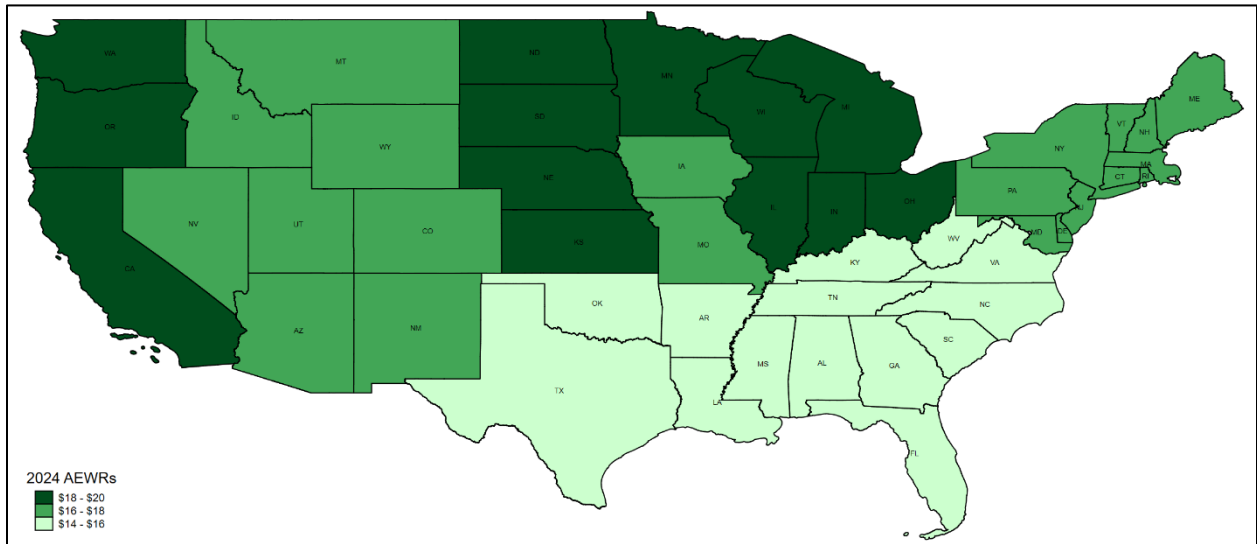 WA
MT
ND
MN
ME
OR
ID
SD
WI
MI
VT
NH
WY
NY
MA
IA
CT
RI
NE
PA
NV
UT
IL
IN
OH
NJ
CO
KS
MO
WV
MD
DE
CA
KY
VA
AZ
NM
OK
AR
TN
NC
SC
TX
MS
AL
GA
LA
FL
2024 AEWRs
$18 - $20
$16 - $18
$14 - $16